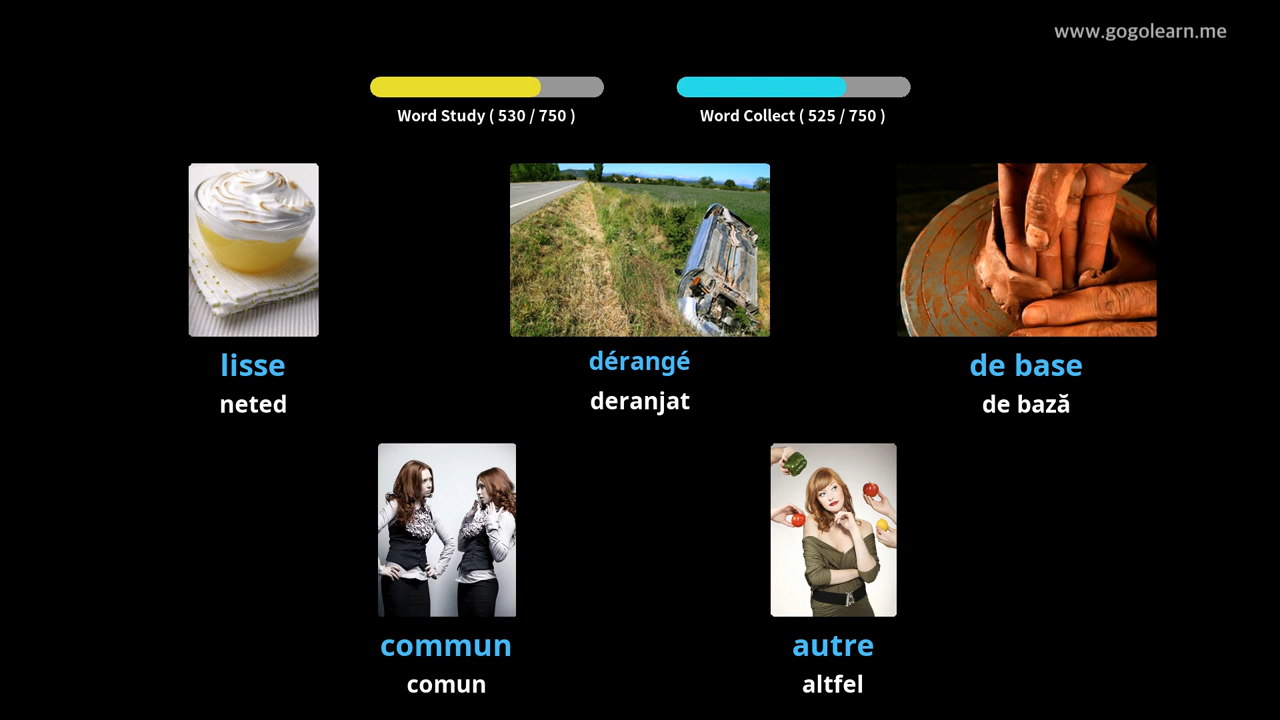 www.gogolearn.me
Word Study ( 530 / 750 )
Word Collect ( 525 / 750 )
lisse
neted
dérangé
deranjat
de base
de bază
commun
comun
autre
altfel